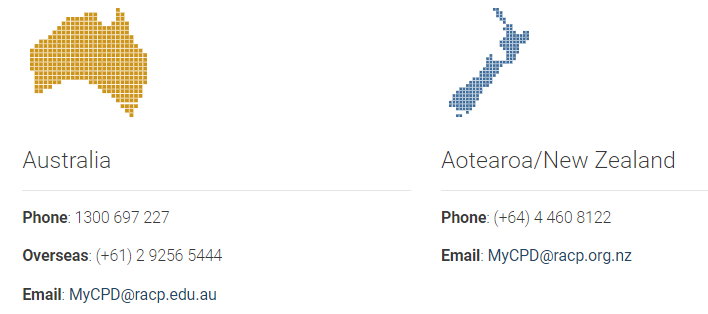 Australia
Phone: 1300 697 227
Overseas: (+61) 2 9256 5444
Email: MyCPD@racp.edu.au
Aotearoa/New Zealand
Phone: (+64) 4 460 8122
Email: MyCPD@racp.org.nz